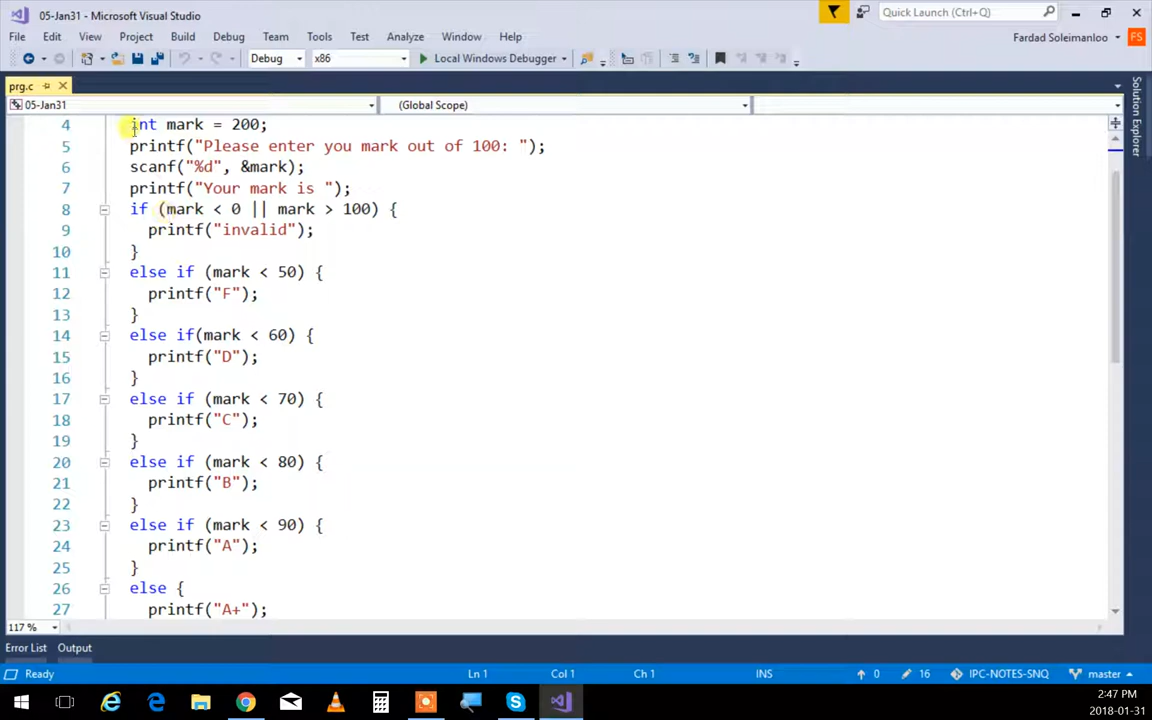 05-Jan31 - Microsoft Visual Studio
Quick Launch (Ctrl+Q)
File Edit View Project Build Debug Team Tools Test Analyze Window Help
Fardad Soleimanloo FS
Debug x86 Local Windows Debugger
prg.c
05-Jan31 (Global Scope)
4 int mark = 200;
5 printf("Please enter you mark out of 100: ");
6 scanf("%d", &mark);
7 printf("Your mark is ");
8 if (mark < 0 || mark > 100) {
9 printf("invalid");
10 }
11 else if (mark < 50) {
12 printf("F");
13 }
14 else if(mark < 60) {
15 printf("D");
16 }
17 else if (mark < 70) {
18 printf("C");
19 }
20 else if (mark < 80) {
21 printf("B");
22 }
23 else if (mark < 90) {
24 printf("A");
25 }
26 else {
27 printf("A+");
Solution Explorer
117 %
Error List Output
Ready Ln 1 Col 1 Ch 1 INS 0 16 IPC-NOTES-SNQ master
2:47 PM
2018-01-31